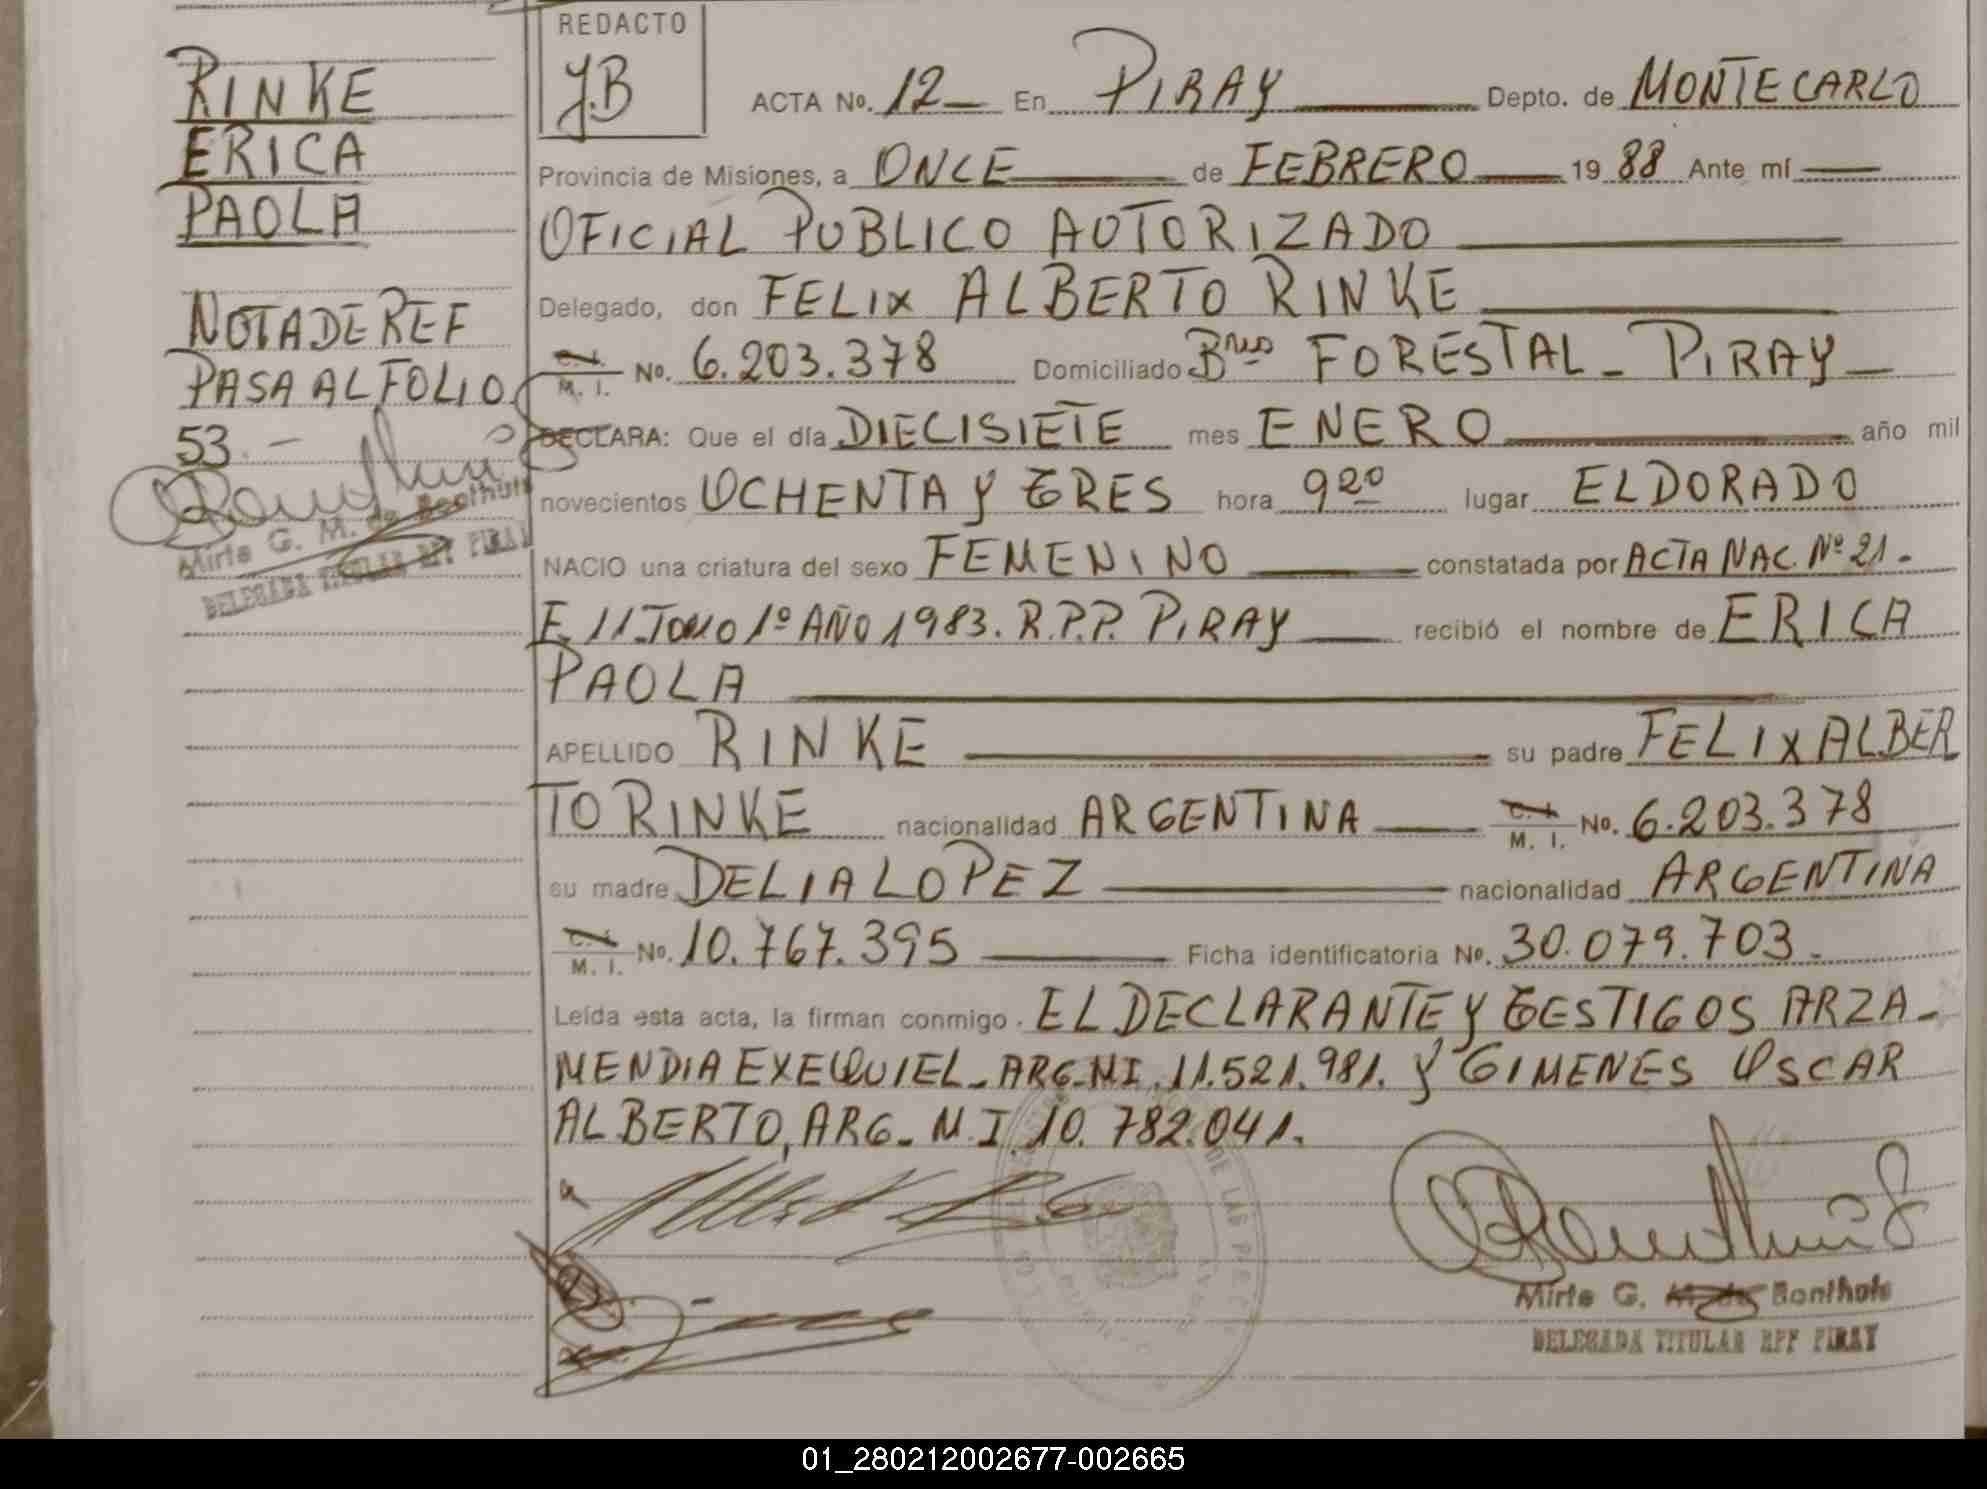 RINKE
ERICA
PAOLA
NOTA DE REF
PASA AL FOLIO
53.-
Mirta G. M. de Bonthuis
DELEGADA TITULAR RPP PIRAY
REDACTO
J.B
ACTA No. 12 En PIRAY Depto. de MONTECARLO
Provincia de Misiones, a ONCE de FEBRERO 1988 Ante mí
OFICIAL PUBLICO AUTORIZADO
Delegado, don FELIX ALBERTO RINKE
C. I. / M. I. No. 6.203.378 Domiciliado Brrio FORESTAL - PIRAY
DECLARA: Que el día DIECISIETE mes ENERO año mil
novecientos OCHENTA Y TRES hora 9 20 lugar ELDORADO
NACIO una criatura del sexo FEMENINO constatada por ACTA NAC. Nº 21.-
F. 11. TOMO 1º AÑO 1983. R.P.P. PIRAY recibió el nombre de ERICA
PAOLA
APELLIDO RINKE su padre FELIX ALBER
TO RINKE nacionalidad ARGENTINA C. I. / M. I. No. 6.203.378
su madre DELIA LOPEZ nacionalidad ARGENTINA
C. I. / M. I. No. 10.767.395 Ficha identificatoria No. 30.079.703.
Leída esta acta, la firman conmigo. EL DECLARANTE Y TESTIGOS ARZA-
MENDIA EXEQUIEL - ARG. M.I. 11.521.981. Y GIMENES OSCAR
ALBERTO, ARG. - M.I. 10.782.041.
DE LAS P
Mirta G. M. de Bonthuis
DELEGADA TITULAR RPP PIRAY
01_280212002677-002665